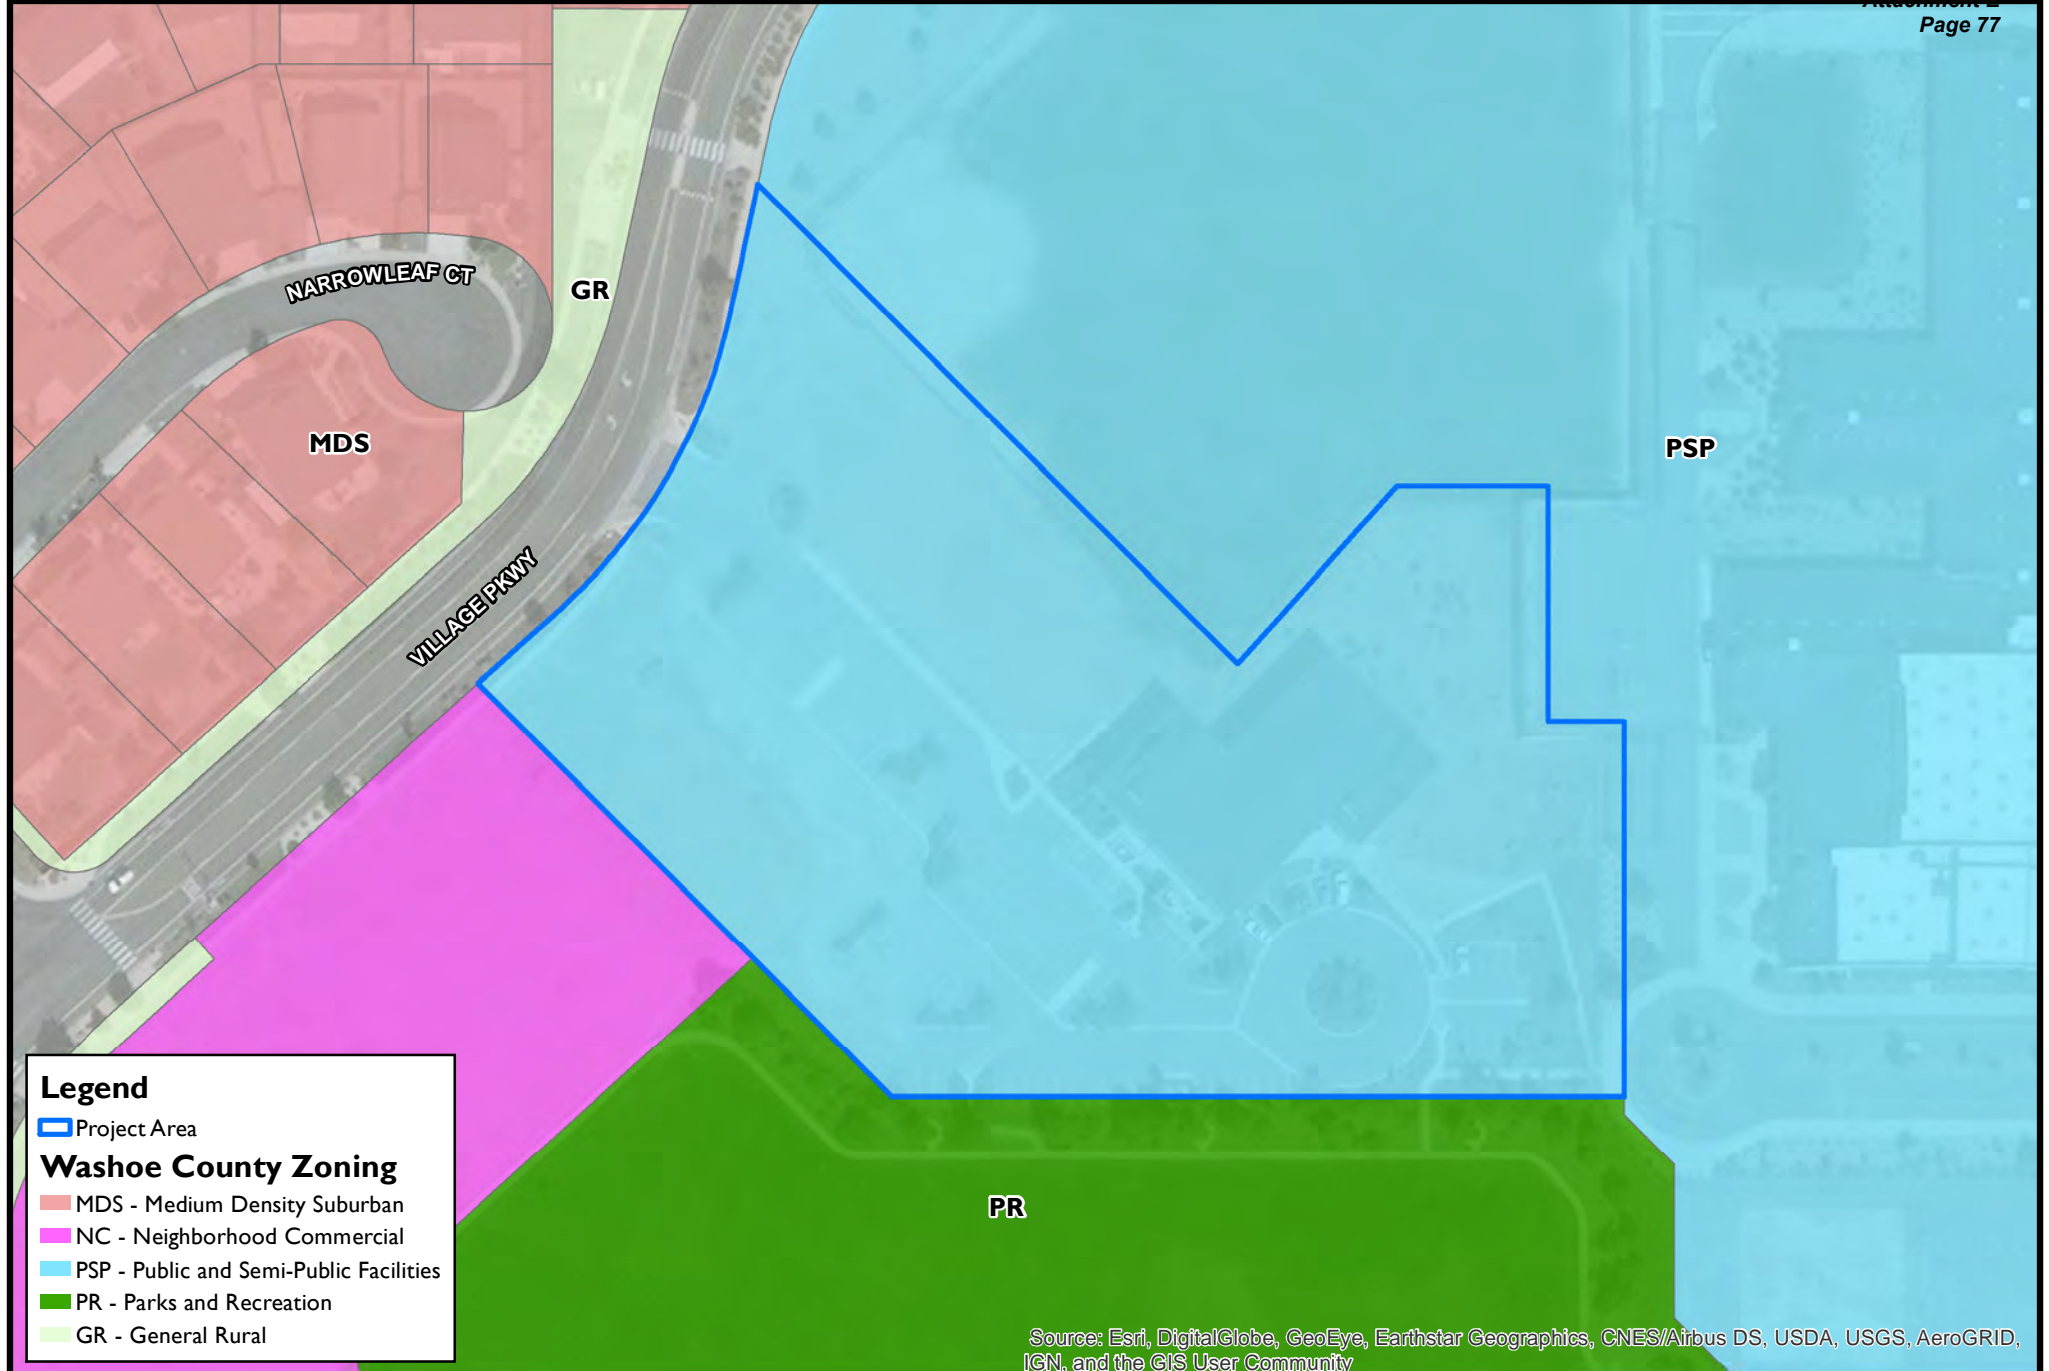 Attachment E
Page 77
NARROWLEAF CT
GR
MDS
PSP
VILLAGE PKWY
PR
Legend
Project Area
Washoe County Zoning
MDS - Medium Density Suburban
NC - Neighborhood Commercial
PSP - Public and Semi-Public Facilities
PR - Parks and Recreation
GR - General Rural
Source: Esri, DigitalGlobe, GeoEye, Earthstar Geographics, CNES/Airbus DS, USDA, USGS, AeroGRID,
IGN, and the GIS User Community